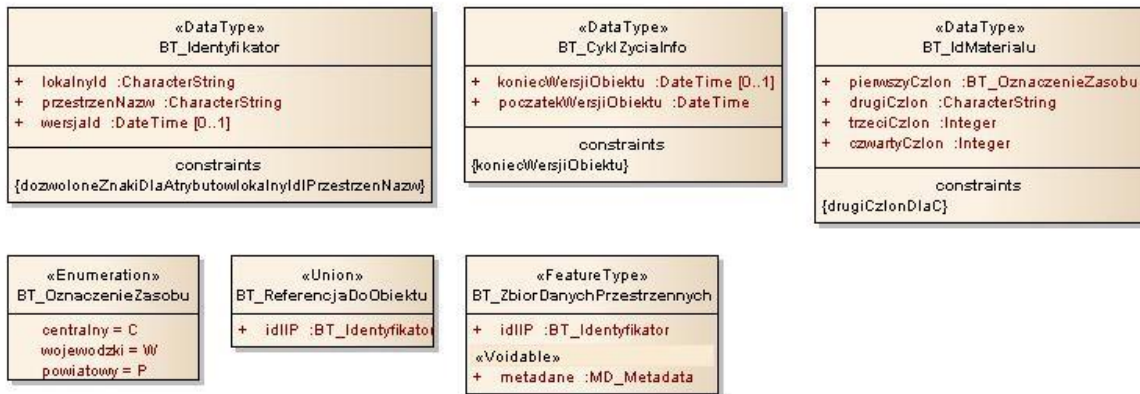 «DataType»
BT_Identyfikator
+ lokalnyId :CharacterString
+ przestrzenNazw :CharacterString
+ wersjaId :DateTime [0..1]
constraints
{dozwoloneZnakiDlaAtrybutowlokalnyIdIPrzestrzenNazw}
«DataType»
BT_CyklZyciaInfo
+ koniecWersjiObiektu :DateTime [0..1]
+ poczatekWersjiObiektu :DateTime
constraints
{koniecWersjiObiektu}
«DataType»
BT_IdMaterialu
+ pierwszyCzlon :BT_OznaczenieZasobu
+ drugiCzlon :CharacterString
+ trzeciCzlon :Integer
+ czwartyCzlon :Integer
constraints
{drugiCzlonDlaC}
«Enumeration»
BT_OznaczenieZasobu
centralny = C
wojewodzki = W
powiatowy = P
«Union»
BT_ReferencjaDoObiektu
+ idIIP :BT_Identyfikator
«FeatureType»
BT_ZbiorDanychPrzestrzennych
+ idIIP :BT_Identyfikator
«Voidable»
+ metadane :MD_Metadata